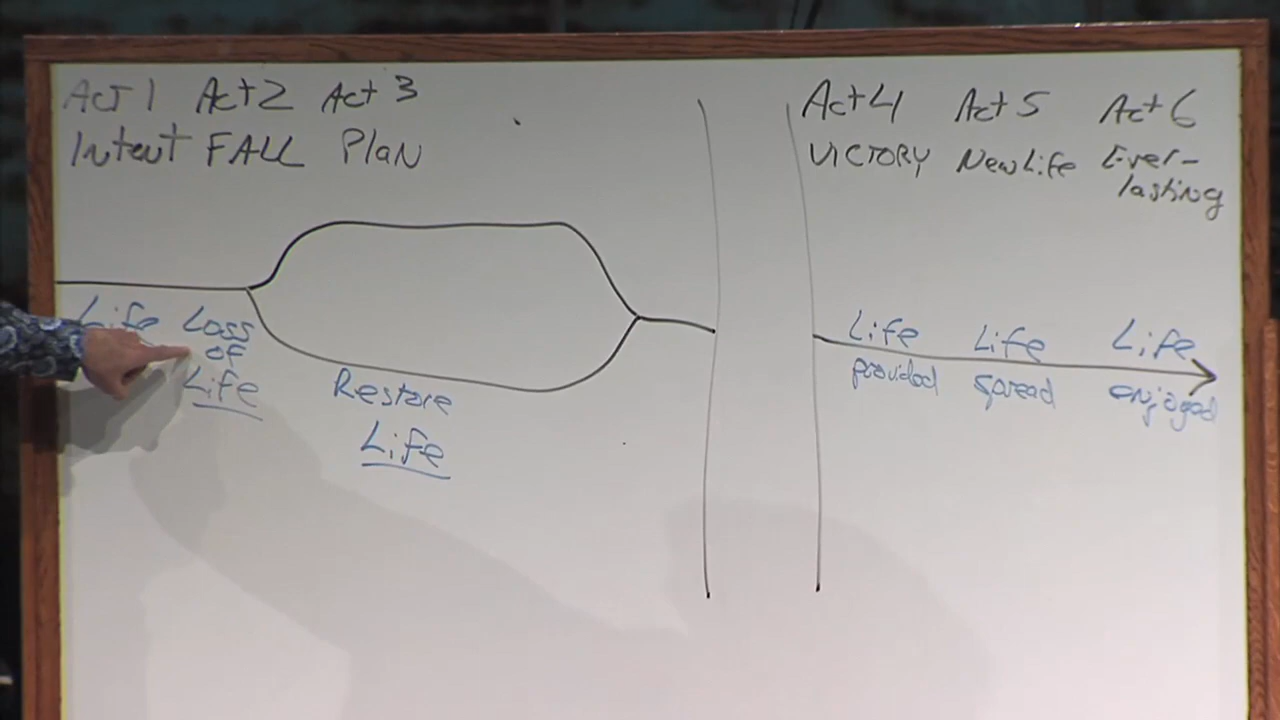 Act 1 Act 2 Act 3
Intent FALL PlAN
Act 4 Act 5 Act 6
VICTORY New Life Ever-
lasting
Life Loss
of
Life
Restore
Life
Life Life Life
provided spread enjoyed